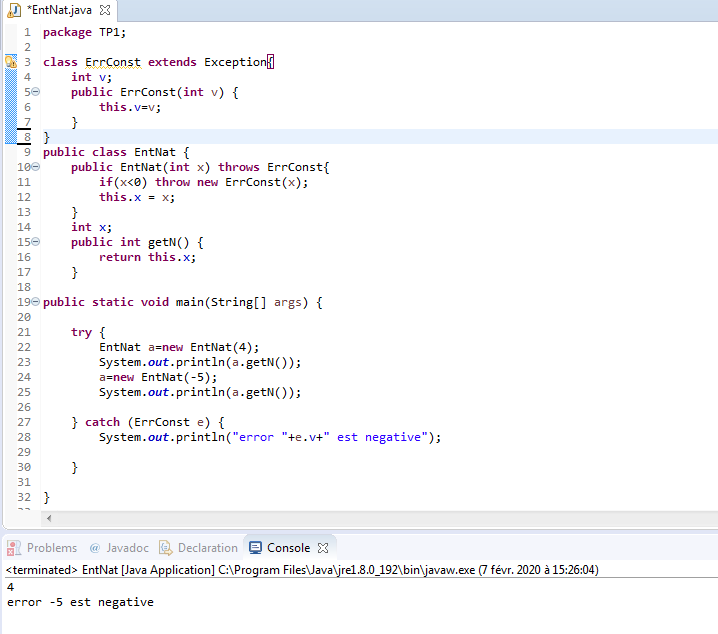 *EntNat.java
1 package TP1;
2
3 class ErrConst extends Exception{
4 int v;
5 public ErrConst(int v) {
6 this.v=v;
7 }
8 }
9 public class EntNat {
10 public EntNat(int x) throws ErrConst{
11 if(x<0) throw new ErrConst(x);
12 this.x = x;
13 }
14 int x;
15 public int getN() {
16 return this.x;
17 }
18
19 public static void main(String[] args) {
20
21 try {
22 EntNat a=new EntNat(4);
23 System.out.println(a.getN());
24 a=new EntNat(-5);
25 System.out.println(a.getN());
26
27 } catch (ErrConst e) {
28 System.out.println("error "+e.v+" est negative");
29
30 }
31
32 }
Problems @ Javadoc Declaration Console
<terminated> EntNat [Java Application] C:\Program Files\Java\jre1.8.0_192\bin\javaw.exe (7 févr. 2020 à 15:26:04)
4
error -5 est negative